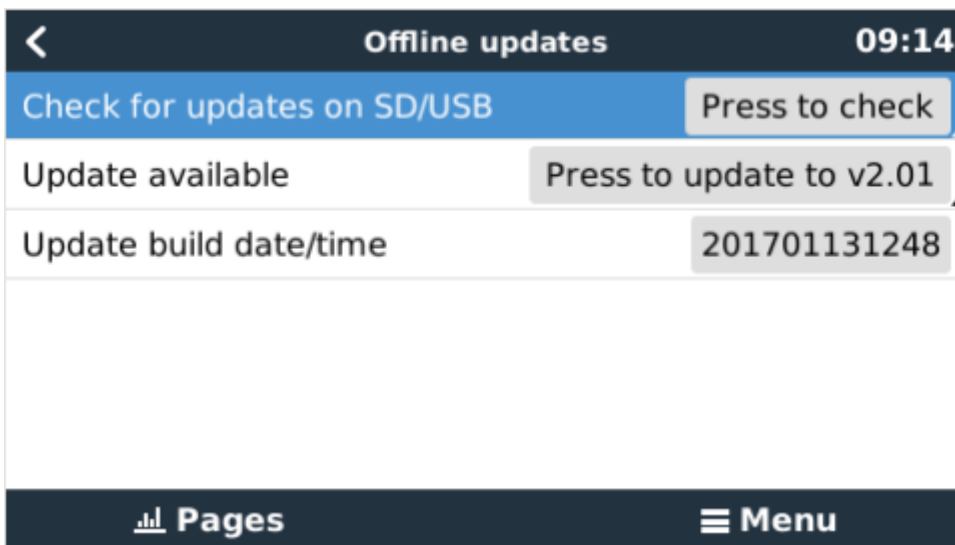 Offline updates 09:14
Check for updates on SD/USB Press to check
Update available Press to update to v2.01
Update build date/time 201701131248
Pages Menu